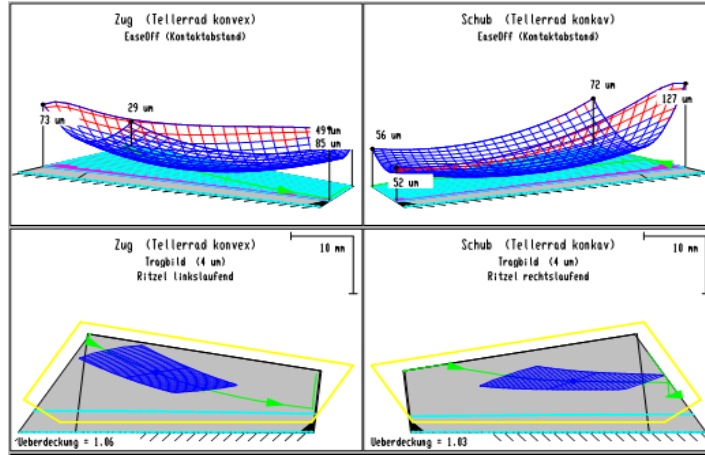 Zug (Tellerrad konvex)
EaseOff (Kontaktabstand)
29 um
73 um
49 um
85 um
Schub (Tellerrad konkav)
EaseOff (Kontaktabstand)
72 um
127 um
56 um
52 um
Zug (Tellerrad konvex)
Tragbild (4 um)
Ritzel linkslaufend
10 mm
Ueberdeckung = 1.06
Schub (Tellerrad konkav)
Tragbild (4 um)
Ritzel rechtslaufend
10 mm
Ueberdeckung = 1.03